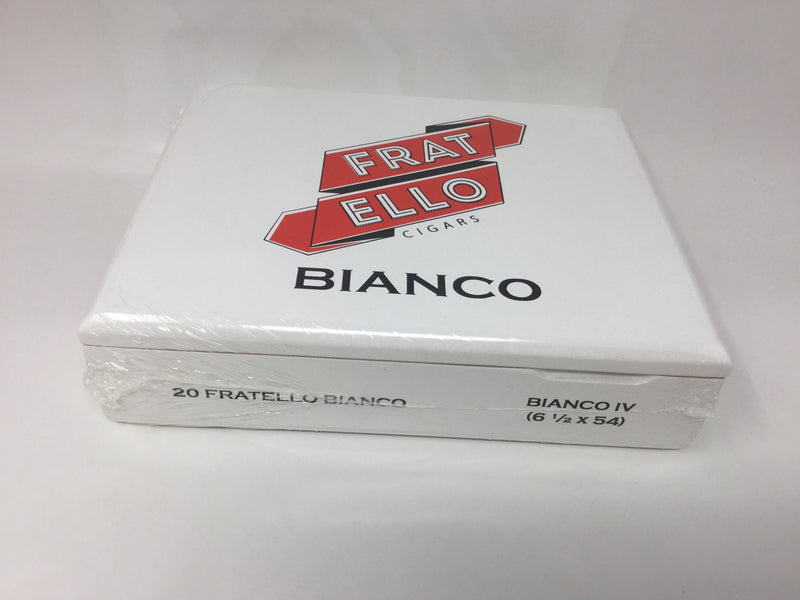 FRAT
ELLO
CIGARS
BIANCO
20 FRATELLO BIANCO
BIANCO IV
(6 ½ X 54)